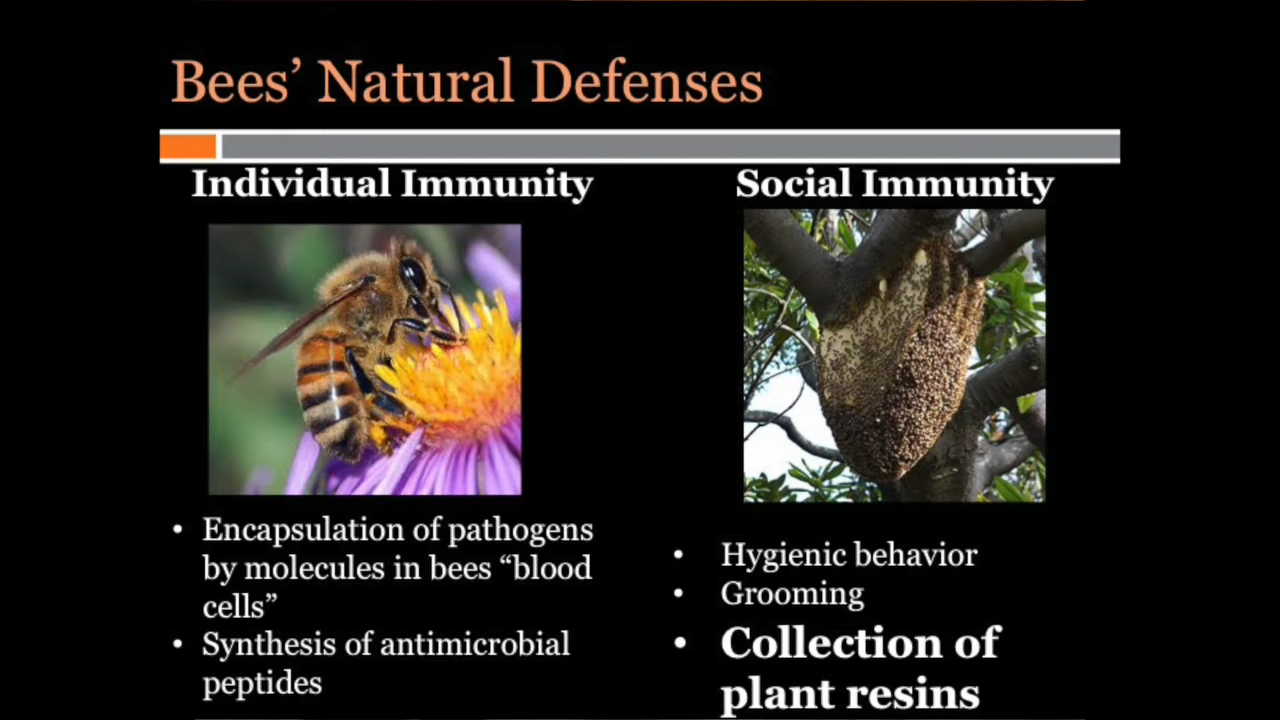 Bees’ Natural Defenses
Individual Immunity
• Encapsulation of pathogens
by molecules in bees “blood
cells”
• Synthesis of antimicrobial
peptides
Social Immunity
• Hygienic behavior
• Grooming
• Collection of
plant resins